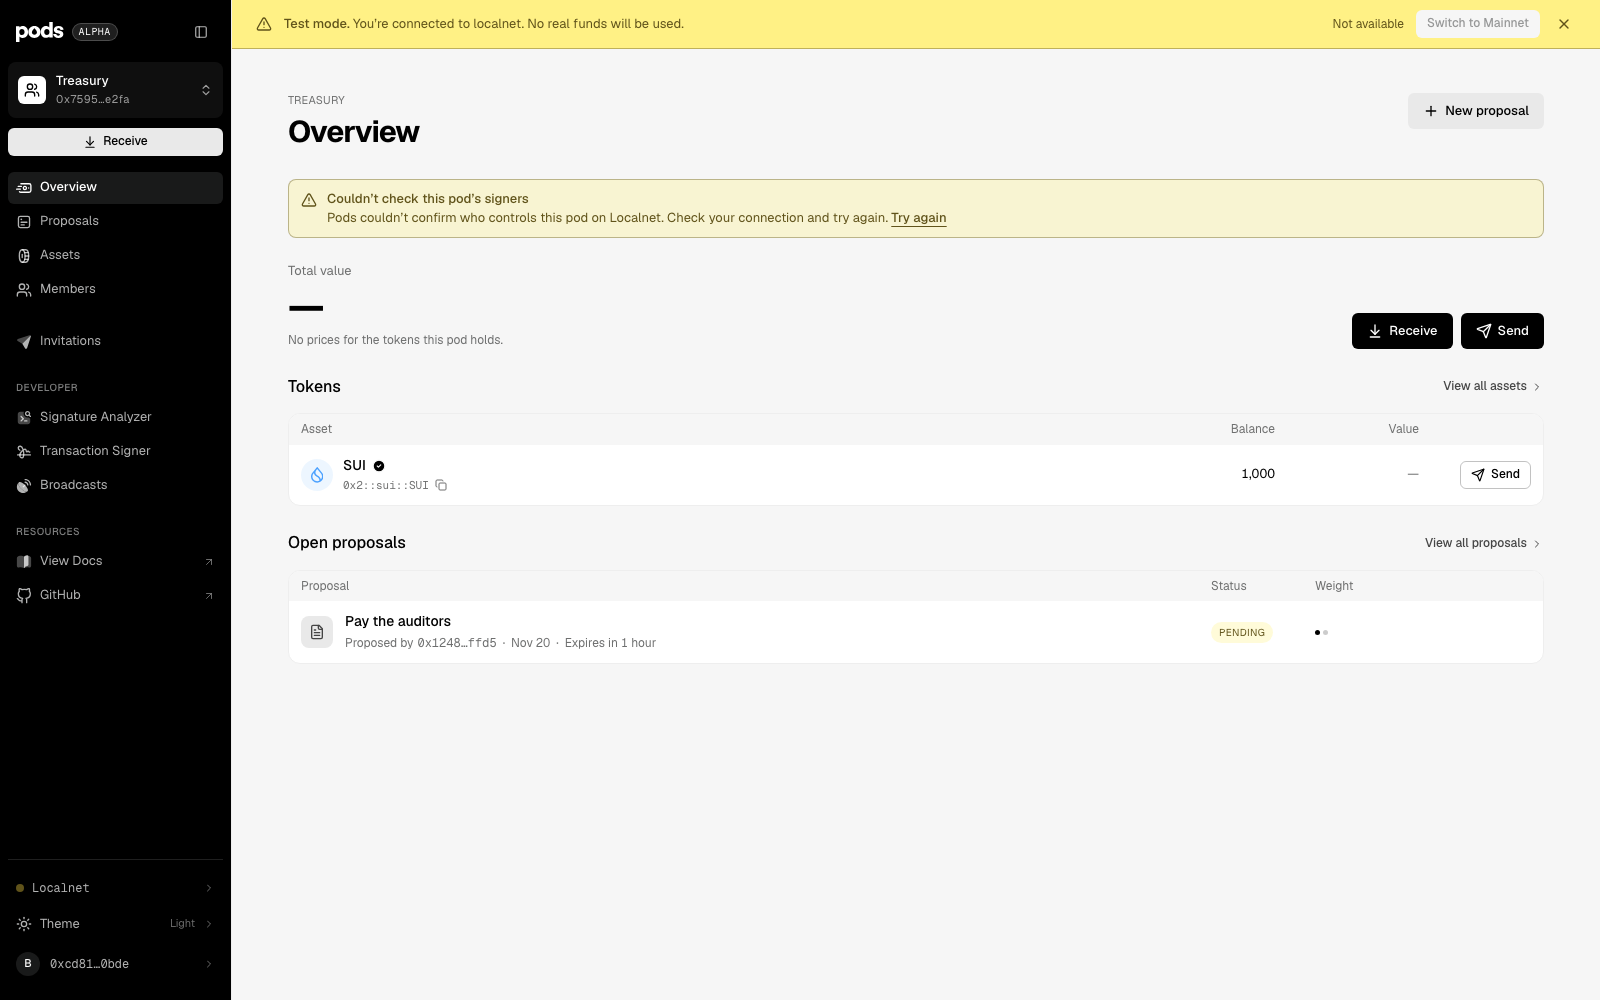 pods ALPHA
Treasury
0x7595…e2fa
Receive
Overview
Proposals
Assets
Members
Invitations
DEVELOPER
Signature Analyzer
Transaction Signer
Broadcasts
RESOURCES
View Docs
GitHub
Localnet
Theme Light
B 0xcd81…0bde
Test mode. You're connected to localnet. No real funds will be used. Not available Switch to Mainnet
TREASURY
Overview
New proposal
Couldn't check this pod's signers
Pods couldn't confirm who controls this pod on Localnet. Check your connection and try again. Try again
Total value
—
No prices for the tokens this pod holds.
Receive Send
Tokens View all assets
Asset Balance Value
SUI
0x2::sui::SUI
1,000 — Send
Open proposals View all proposals
Proposal Status Weight
Pay the auditors
Proposed by 0x1248…ffd5 · Nov 20 · Expires in 1 hour
PENDING